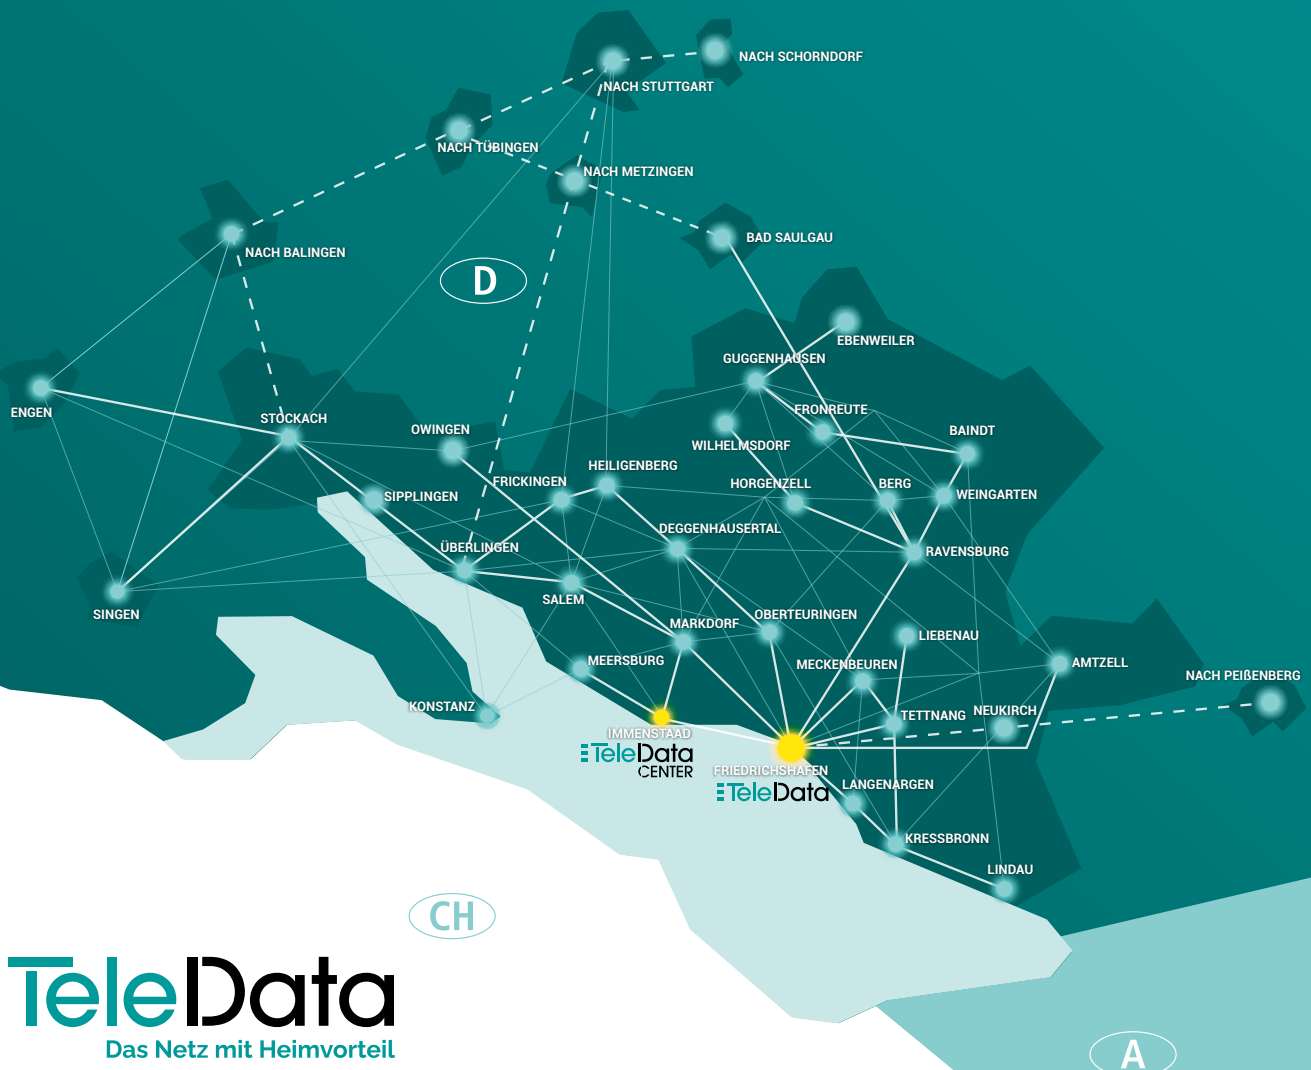 NACH SCHORNDORF
NACH STUTTGART
NACH TÜBINGEN
NACH METZINGEN
BAD SAULGAU
NACH BALINGEN
D
EBENWEILER
GUGGENHAUSEN
ENGEN
STOCKACH
OWINGEN
FRONREUTE
BAINDT
WILHELMSDORF
HEILIGENBERG
FRICKINGEN
HORGENZELL
BERG
WEINGARTEN
SIPPLINGEN
DEGGENHAUSERTAL
ÜBERLINGEN
RAVENSBURG
SALEM
SINGEN
OBERTEURINGEN
MARKDORF
LIEBENAU
MEERSBURG
MECKENBEUREN
AMTZELL
NACH PEIßENBERG
KONSTANZ
TETTNANG
NEUKIRCH
IMMENSTAAD
TeleData
CENTER
FRIEDRICHSHAFEN
TeleData
LANGENARGEN
KRESSBRONN
LINDAU
CH
TeleData
Das Netz mit Heimvorteil
A